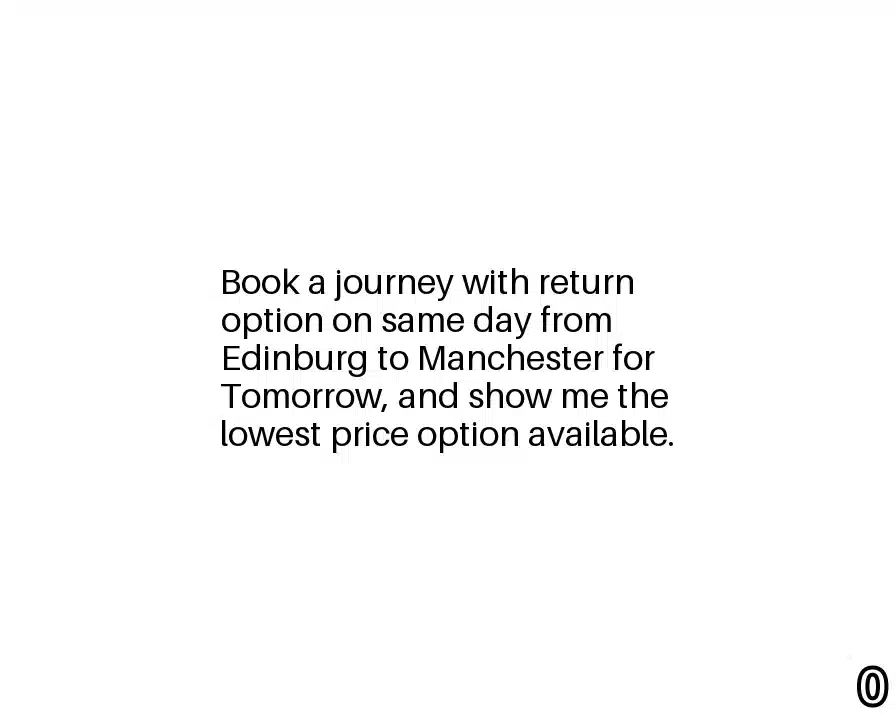 Book a journey with return
option on same day from
Edinburg to Manchester for
Tomorrow, and show me the
lowest price option available.
0